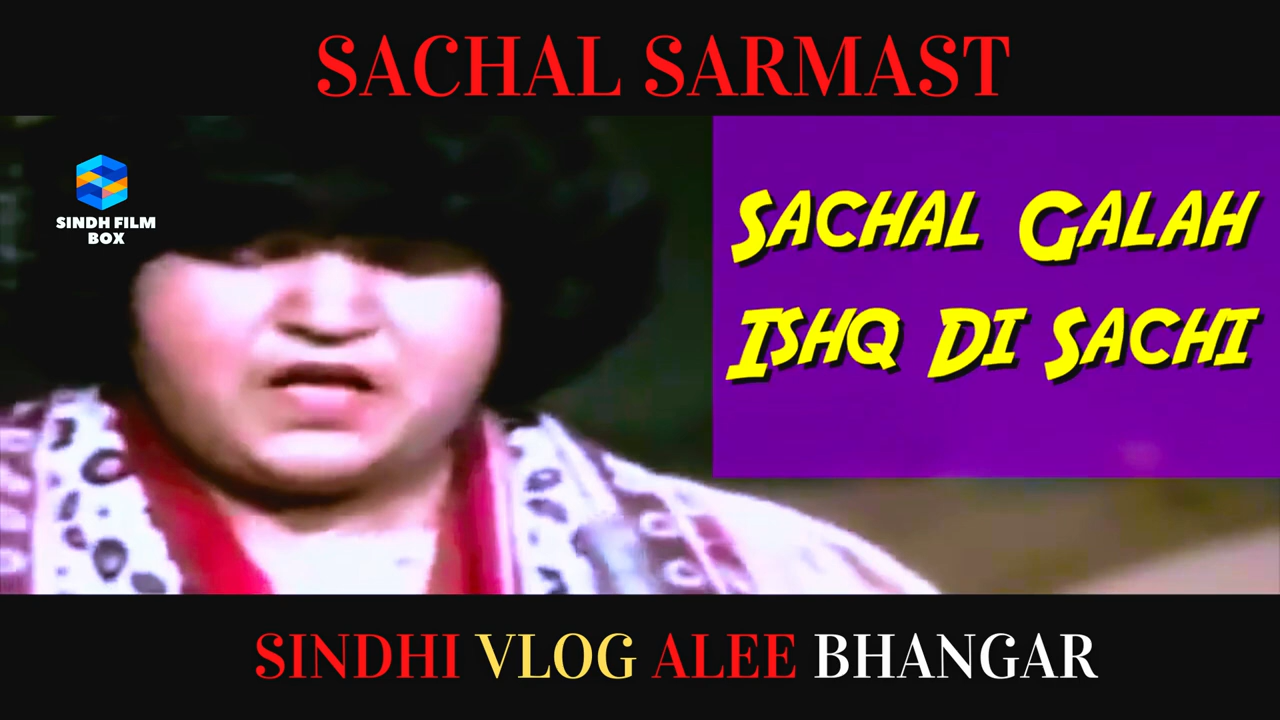 SACHAL SARMAST
SINDH FILM
BOX
SACHAL GALAH
ISHQ DI SACHI
SINDHI VLOG ALEE BHANGAR